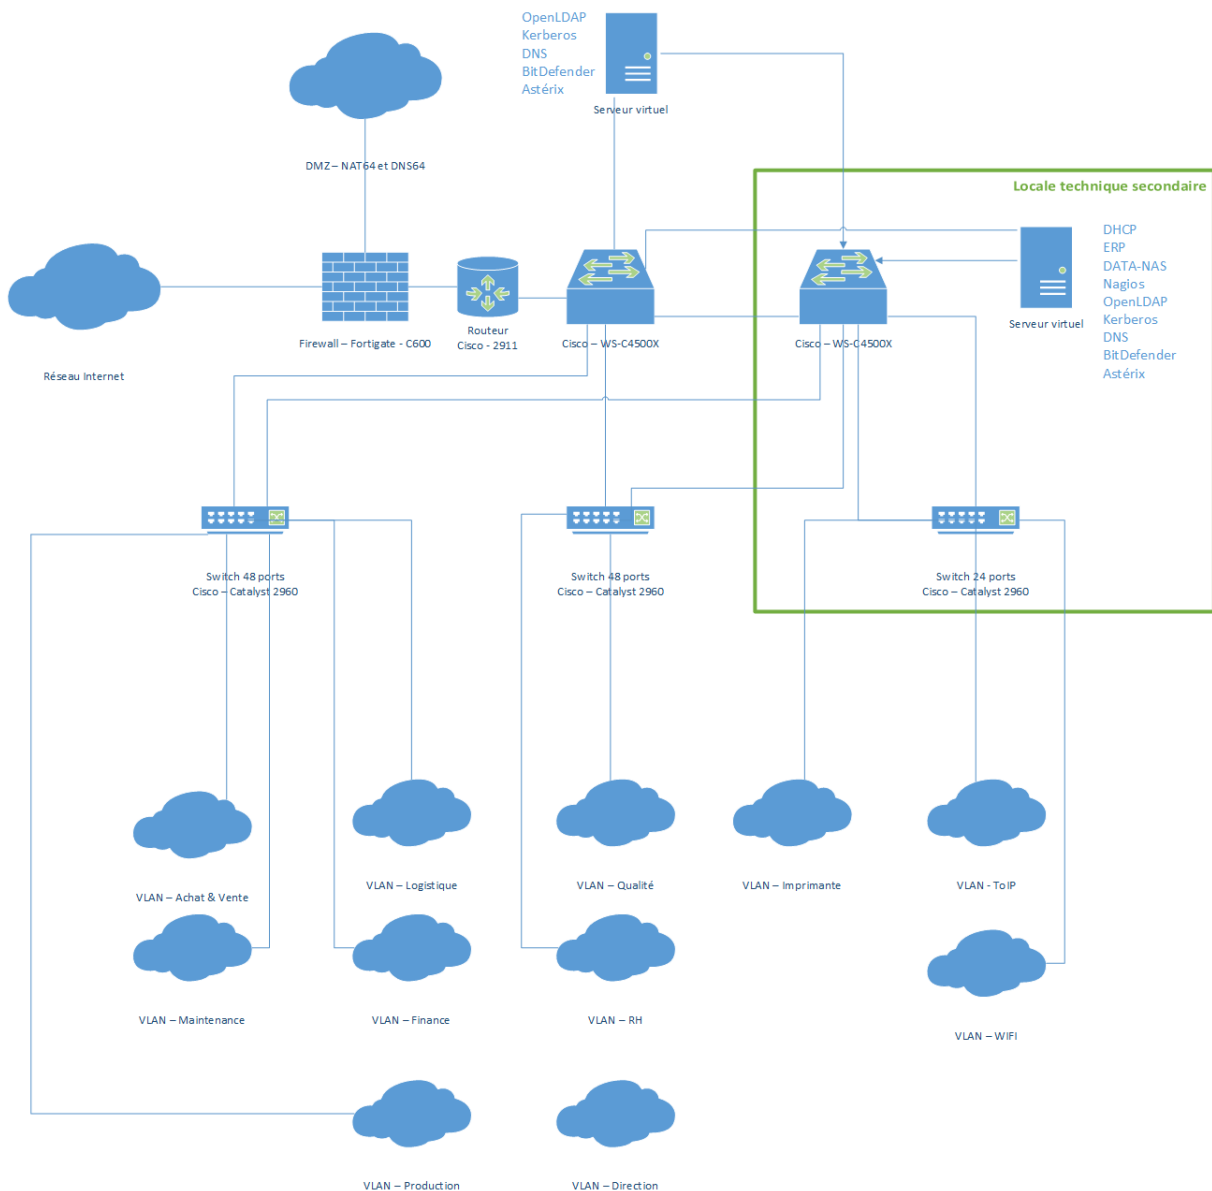 OpenLDAP
Kerberos
DNS
BitDefender
Astérix
Serveur virtuel
DMZ – NAT64 et DNS64
Locale technique secondaire
DHCP
ERP
DATA-NAS
Nagios
OpenLDAP
Kerberos
DNS
BitDefender
Astérix
Serveur virtuel
Réseau Internet
Firewall – Fortigate - C600
Routeur
Cisco - 2911
Cisco – WS-C4500X
Cisco – WS-C4500X
Switch 48 ports
Cisco – Catalyst 2960
Switch 48 ports
Cisco – Catalyst 2960
Switch 24 ports
Cisco – Catalyst 2960
VLAN – Achat & Vente
VLAN – Logistique
VLAN – Qualité
VLAN – Imprimante
VLAN - ToIP
VLAN – Maintenance
VLAN – Finance
VLAN – RH
VLAN – WIFI
VLAN – Production
VLAN – Direction